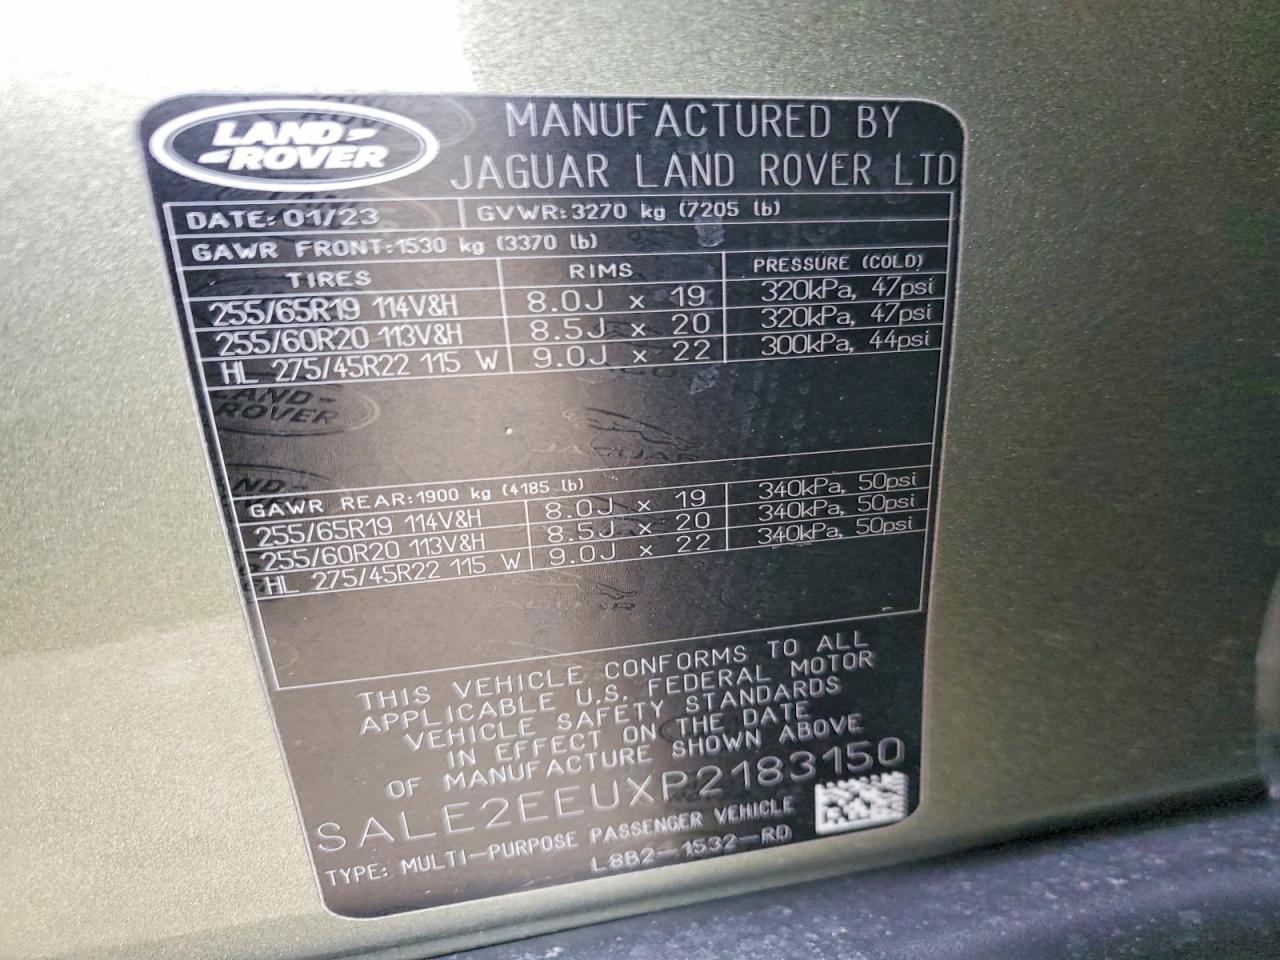 LAND ROVER
MANUFACTURED BY
JAGUAR LAND ROVER LTD
DATE: 01/23 GVWR: 3270 kg (7205 lb)
GAWR FRONT: 1530 kg (3370 lb)
TIRES RIMS PRESSURE (COLD)
255/65R19 114V&H 8.0J x 19 320kPa, 47psi
255/60R20 113V&H 8.5J x 20 320kPa, 47psi
HL 275/45R22 115 W 9.0J x 22 300kPa, 44psi
GAWR REAR: 1900 kg (4185 lb)
255/65R19 114V&H 8.0J x 19 340kPa, 50psi
255/60R20 113V&H 8.5J x 20 340kPa, 50psi
HL 275/45R22 115 W 9.0J x 22 340kPa, 50psi
THIS VEHICLE CONFORMS TO ALL
APPLICABLE U.S. FEDERAL MOTOR
VEHICLE SAFETY STANDARDS
IN EFFECT ON THE DATE
OF MANUFACTURE SHOWN ABOVE
SALE2EEUXP2183150
TYPE: MULTI-PURPOSE PASSENGER VEHICLE
L8B2-1532-RD